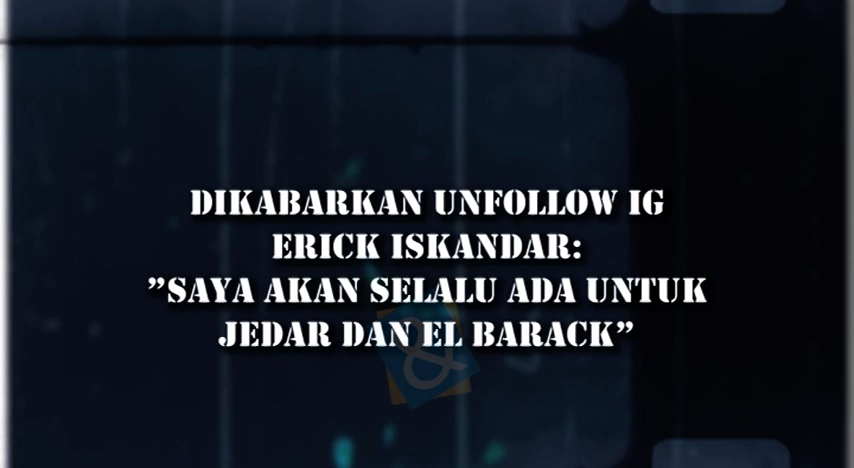 DIKABARKAN UNFOLLOW IG
ERICK ISKANDAR:
”SAYA AKAN SELALU ADA UNTUK
JEDAR DAN EL BARACK”
&